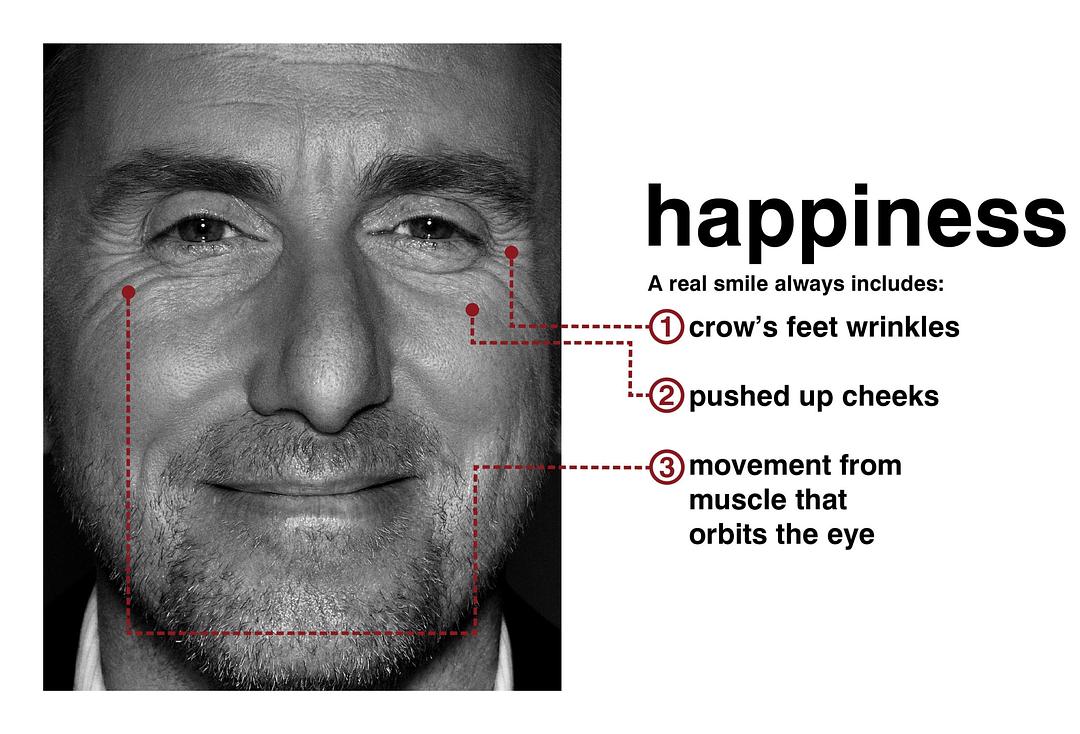 happiness
A real smile always includes:
1 crow’s feet wrinkles
2 pushed up cheeks
3 movement from
muscle that
orbits the eye